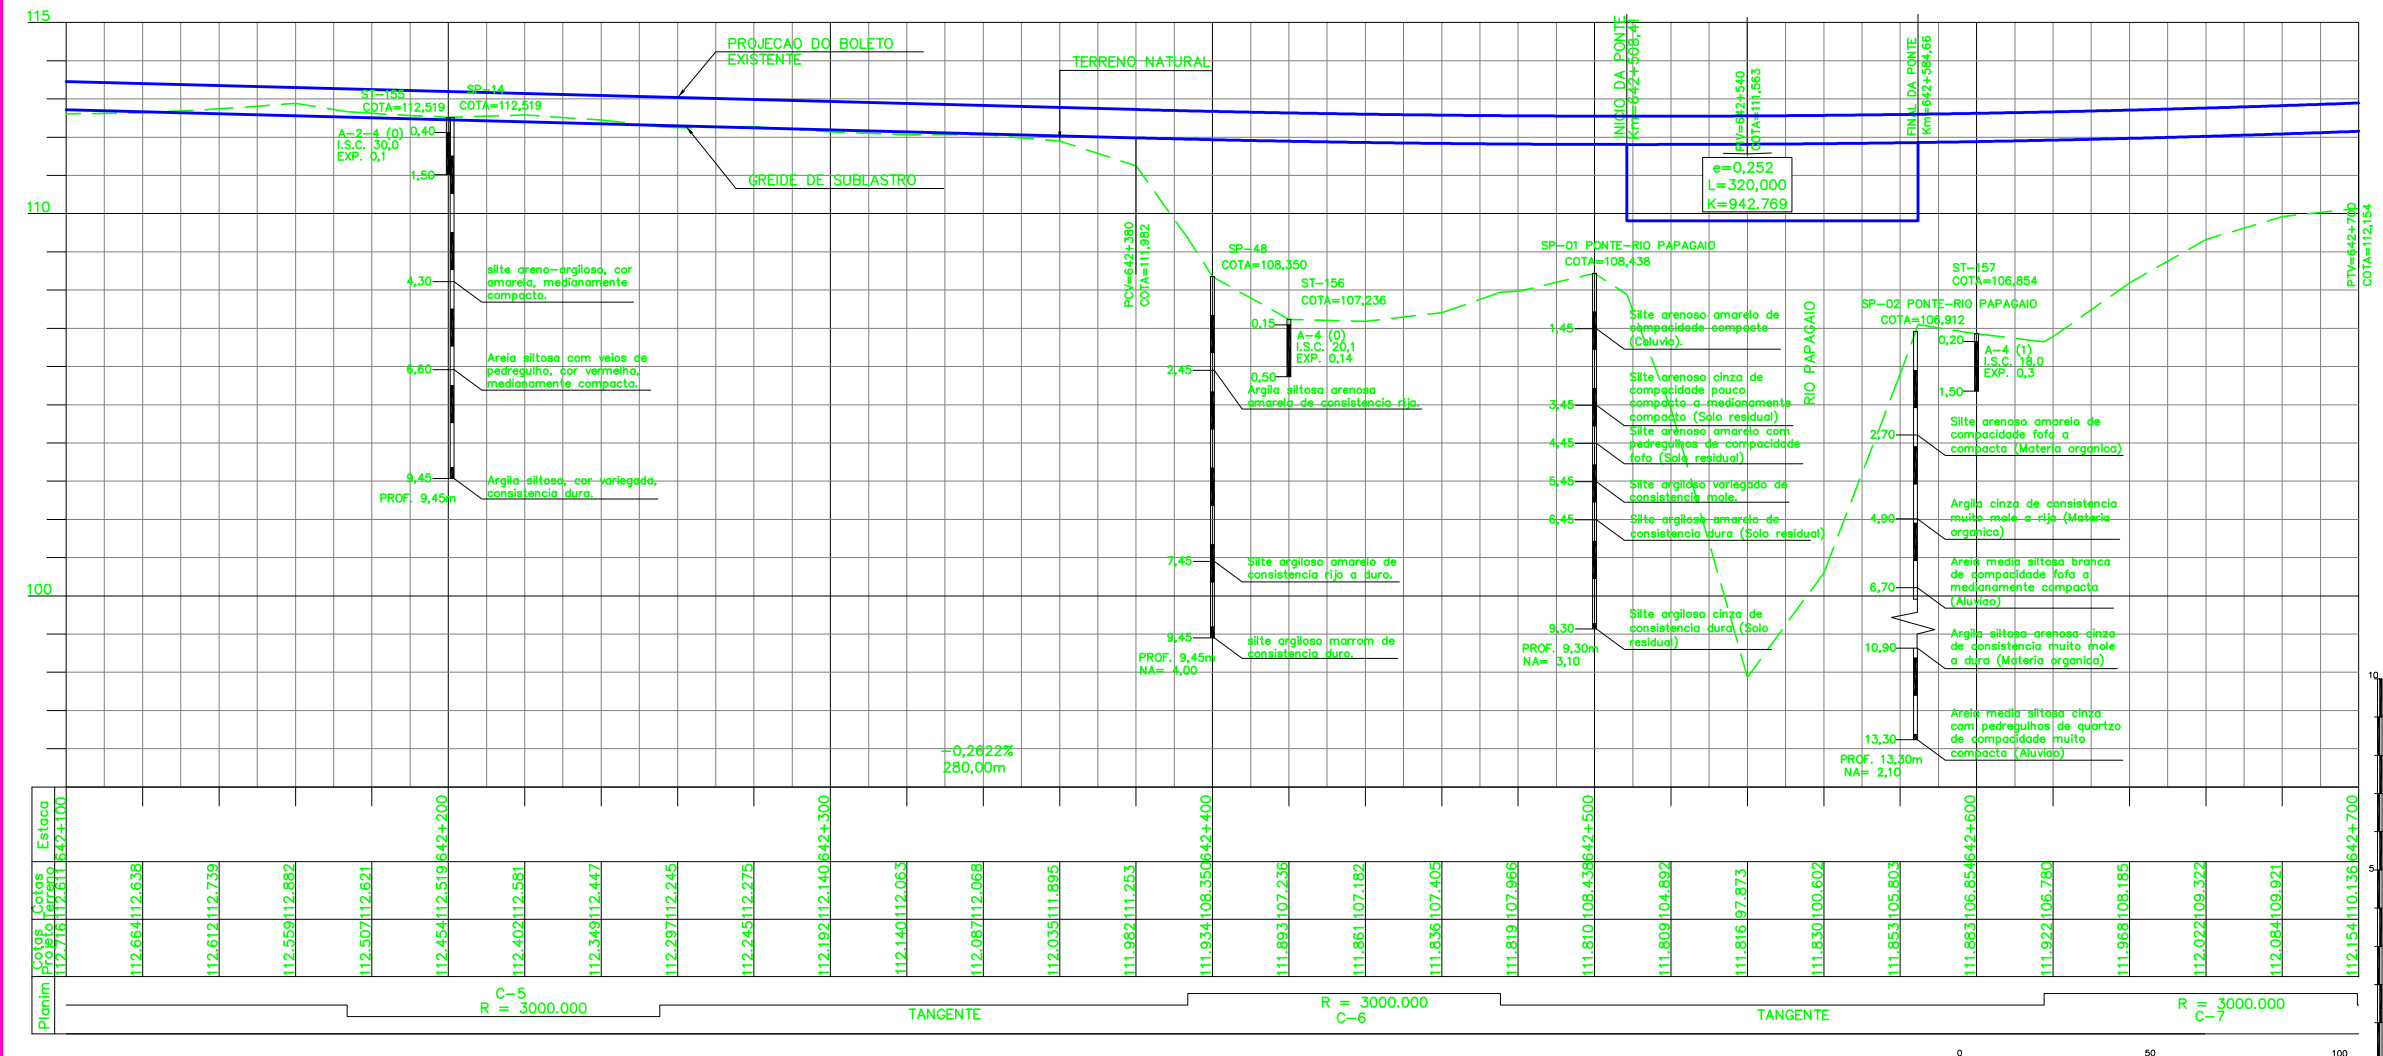 115
110
100
PROJECAO DO BOLETO
EXISTENTE
TERRENO NATURAL
GREIDE DE SUBLASTRO
ST-155
COTA=112,519
SP-14
COTA=112,519
A-2-4 (0)
I.S.C. 30,0
EXP. 0,1
0,40
1,50
4,30
silte areno-argiloso, cor
amarela, medianamente
compacto.
6,60
Areia siltosa com veios de
pedregulho, cor vermelha,
medianamente compacta.
9,45
Argila siltosa, cor variegada,
consistencia dura.
PROF. 9,45m
PCV=642+380
COTA=111,982
SP-48
COTA=108,350
2,45
Argila siltosa arenosa
amarela de consistencia rija.
7,45
Silte argiloso amarelo de
consistencia rijo a duro.
9,45
silte argiloso marrom de
consistencia duro.
PROF. 9,45m
NA= 4,00
ST-156
COTA=107,236
0,15
A-4 (0)
I.S.C. 20,1
EXP. 0,14
0,50
SP-01 PONTE-RIO PAPAGAIO
COTA=108,438
1,45
Silte arenoso amarelo de
compacidade compacta
(Coluvio).
3,45
Silte arenoso cinza de
compacidade pouco
compacto a medianamente
compacto (Solo residual)
4,45
Silte arenoso amarelo com
pedregulhos de compacidade
fofo (Solo residual)
5,45
Silte argiloso variegado de
consistencia mole.
6,45
Silte argiloso amarelo de
consistencia dura (Solo residual)
9,30
Silte argiloso cinza de
consistencia dura (Solo
residual)
PROF. 9,30m
NA= 3,10
INICIO DA PONTE
Km=642+508,41
PIV=642+540
COTA=111,563
FINAL DA PONTE
Km=642+584,66
e=0,252
L=320,000
K=942.769
RIO PAPAGAIO
SP-02 PONTE-RIO PAPAGAIO
COTA=106,912
2,70
Silte arenoso amarelo de
compacidade fofa a
compacta (Materia organica)
4,90
Argila cinza de consistencia
muito mole a rija (Materia
organica)
6,70
Areia media siltosa branca
de compacidade fofa a
medianamente compacta
(Aluviao)
10,90
Argila siltosa arenosa cinza
de consistencia muito mole
a dura (Materia organica)
13,30
Areia media siltosa cinza
com pedregulhos de quartzo
de compacidade muito
compacta (Aluviao)
PROF. 13,30m
NA= 2,10
ST-157
COTA=106,854
0,20
A-4 (1)
I.S.C. 18,0
EXP. 0,3
1,50
PTV=642+700
COTA=112,154
-0,2622%
280,00m
Estaca
642+100 642+200 642+300 642+400 642+500 642+600 642+700
Cotas
Terreno
112.611 112.638 112.739 112.882 112.621 112.519 112.581 112.447 112.245 112.275 112.140 112.063 112.068 111.895 111.253 108.350 107.236 107.182 107.405 107.966 108.438 104.892 97.873 100.602 105.803 106.854 106.780 108.185 109.322 109.921 110.136
Cotas
Projeto
112.716 112.664 112.612 112.559 112.507 112.454 112.402 112.349 112.297 112.245 112.192 112.140 112.087 112.035 111.982 111.934 111.893 111.861 111.836 111.819 111.810 111.809 111.816 111.830 111.853 111.883 111.922 111.968 112.022 112.084 112.154
Planim
C-5
R = 3000.000
TANGENTE
R = 3000.000
C-6
TANGENTE
R = 3000.000
C-7
10
5
0 50 100